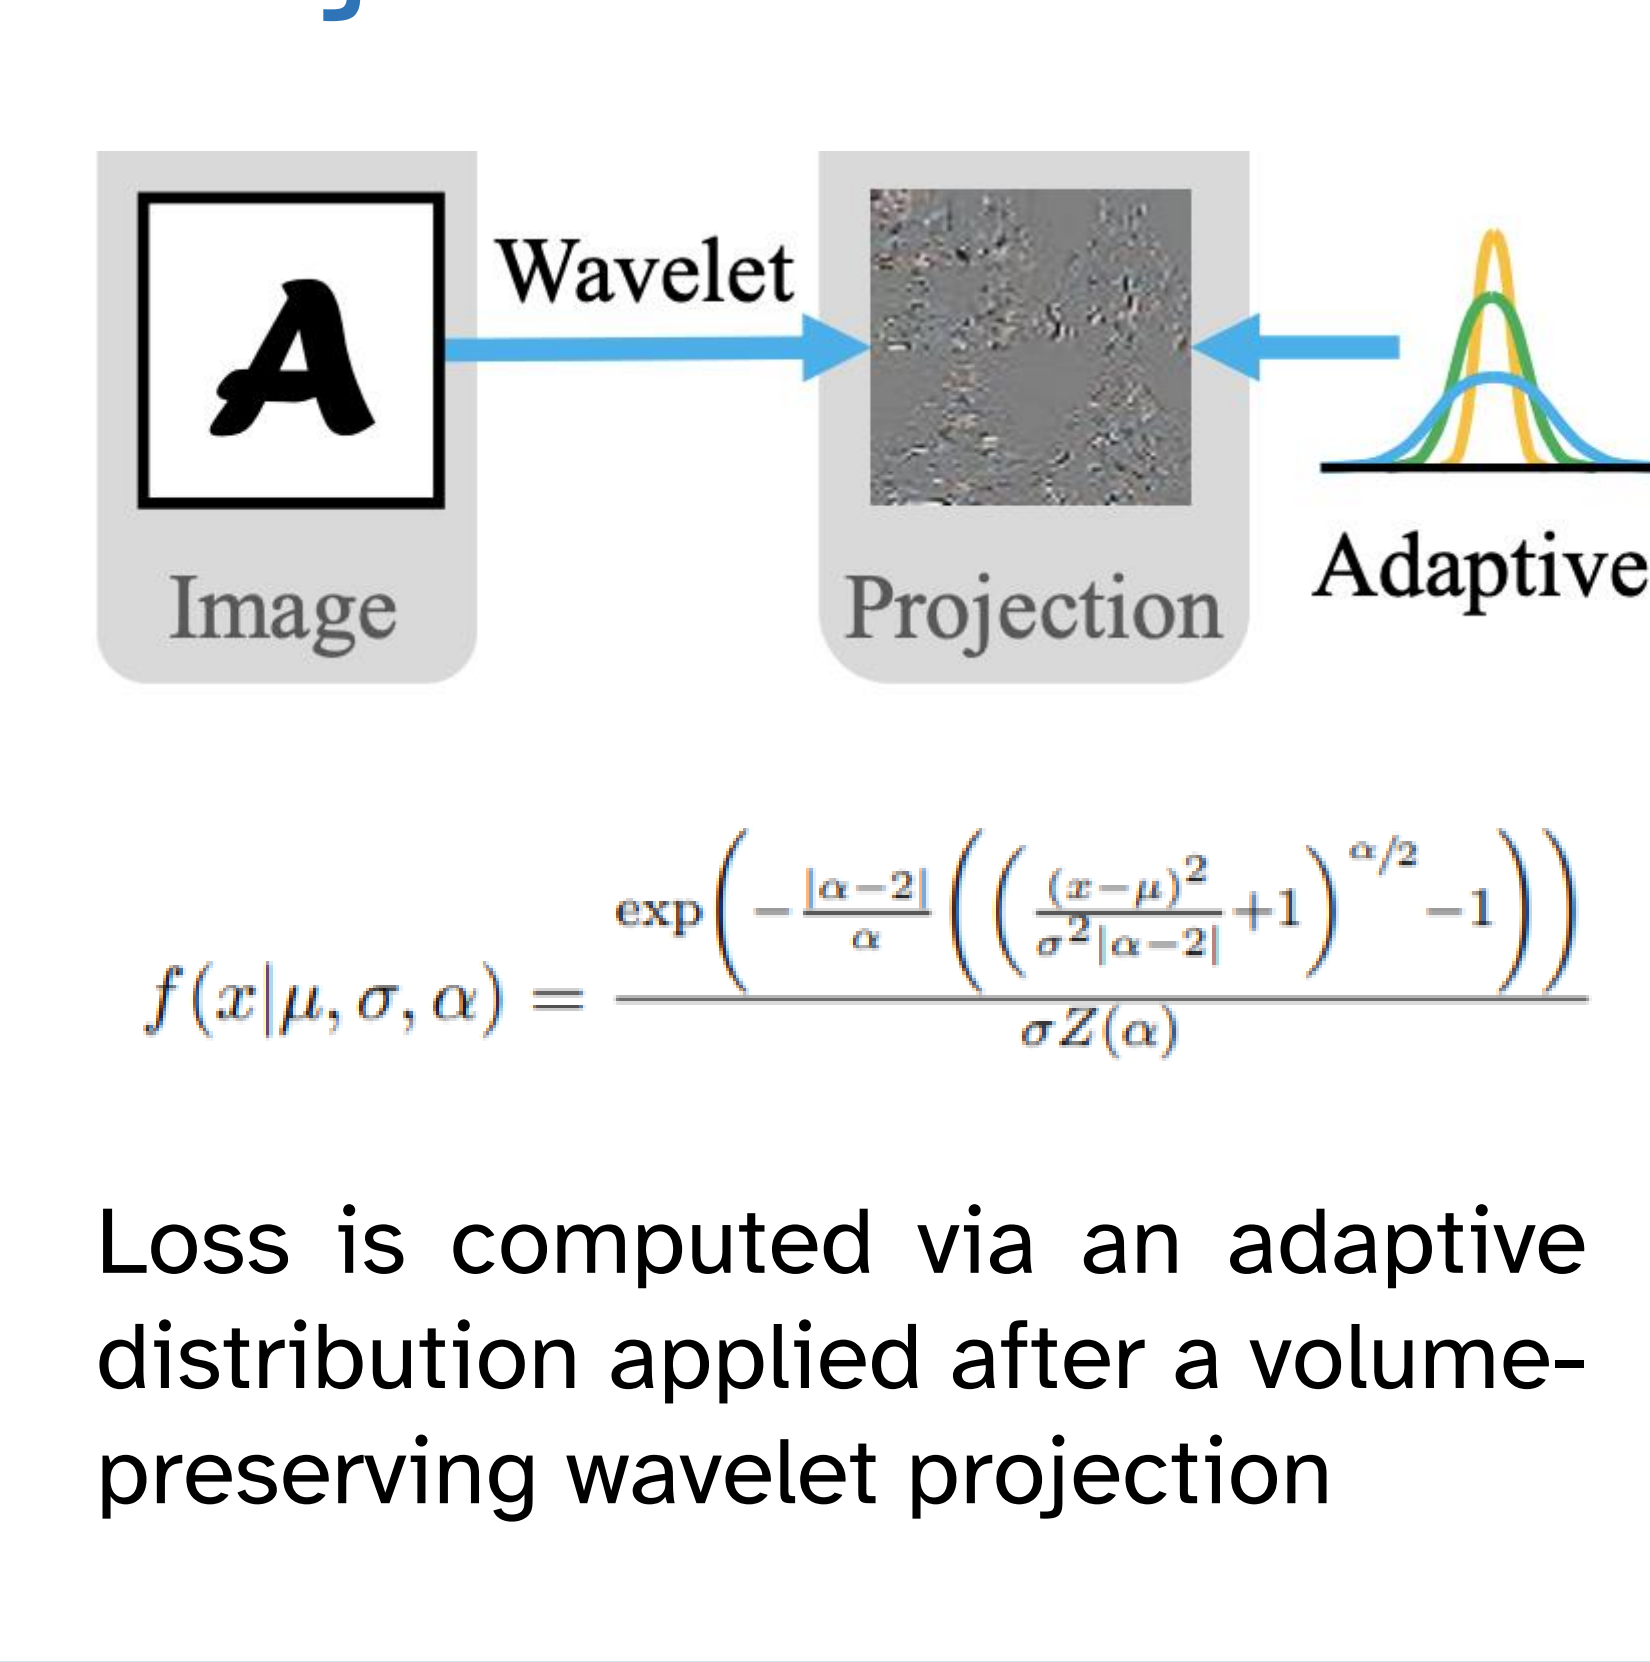 A
Wavelet
Image
Projection
Adaptive
f(x|μ, σ, α) = exp(−|α−2|/α(((x−μ)²/σ²|α−2|+1)^α/2−1))/σZ(α)
Loss is computed via an adaptive
distribution applied after a volume-
preserving wavelet projection